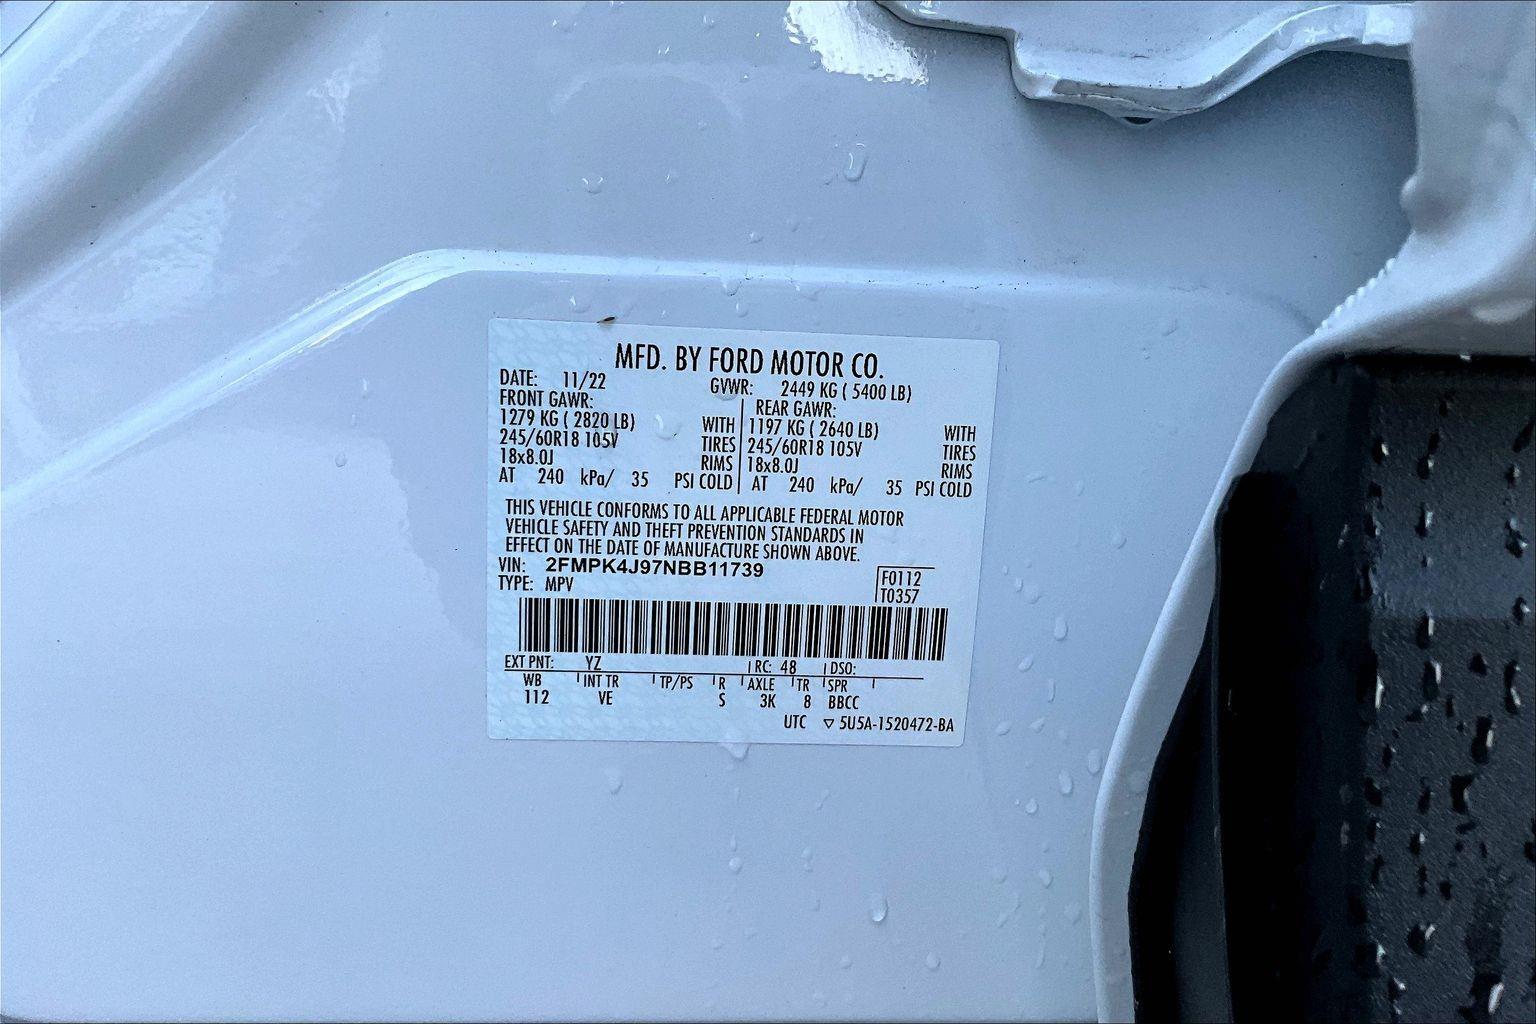 MFD. BY FORD MOTOR CO.
DATE: 11/22 GVWR: 2449 KG ( 5400 LB)
FRONT GAWR: REAR GAWR:
1279 KG ( 2820 LB) WITH 1197 KG ( 2640 LB) WITH
245/60R18 105V TIRES 245/60R18 105V TIRES
18x8.0J RIMS 18x8.0J RIMS
AT 240 kPa/ 35 PSI COLD AT 240 kPa/ 35 PSI COLD
THIS VEHICLE CONFORMS TO ALL APPLICABLE FEDERAL MOTOR
VEHICLE SAFETY AND THEFT PREVENTION STANDARDS IN
EFFECT ON THE DATE OF MANUFACTURE SHOWN ABOVE.
VIN: 2FMPK4J97NBB11739
TYPE: MPV
F0112
T0357
EXT PNT: YZ RC: 48 DSO:
WB INT TR TP/PS R AXLE TR SPR
112 VE S 3K 8 BBCC
UTC ▽ 5U5A-1520472-BA